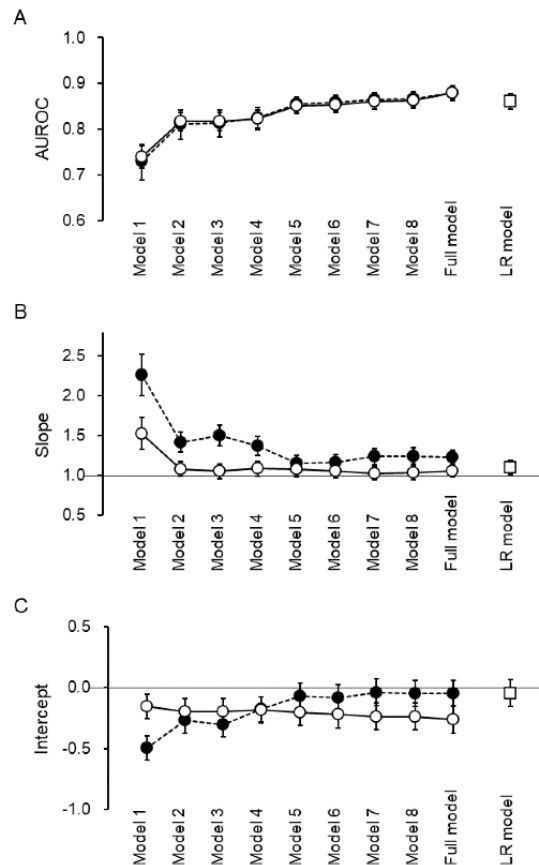 A
1.0
0.9
0.8
0.7
0.6
AUROC
Model 1
Model 2
Model 3
Model 4
Model 5
Model 6
Model 7
Model 8
Full model
LR model
B
2.5
2.0
1.5
1.0
0.5
Slope
Model 1
Model 2
Model 3
Model 4
Model 5
Model 6
Model 7
Model 8
Full model
LR model
C
0.5
0.0
-0.5
-1.0
Intercept
Model 1
Model 2
Model 3
Model 4
Model 5
Model 6
Model 7
Model 8
Full model
LR model